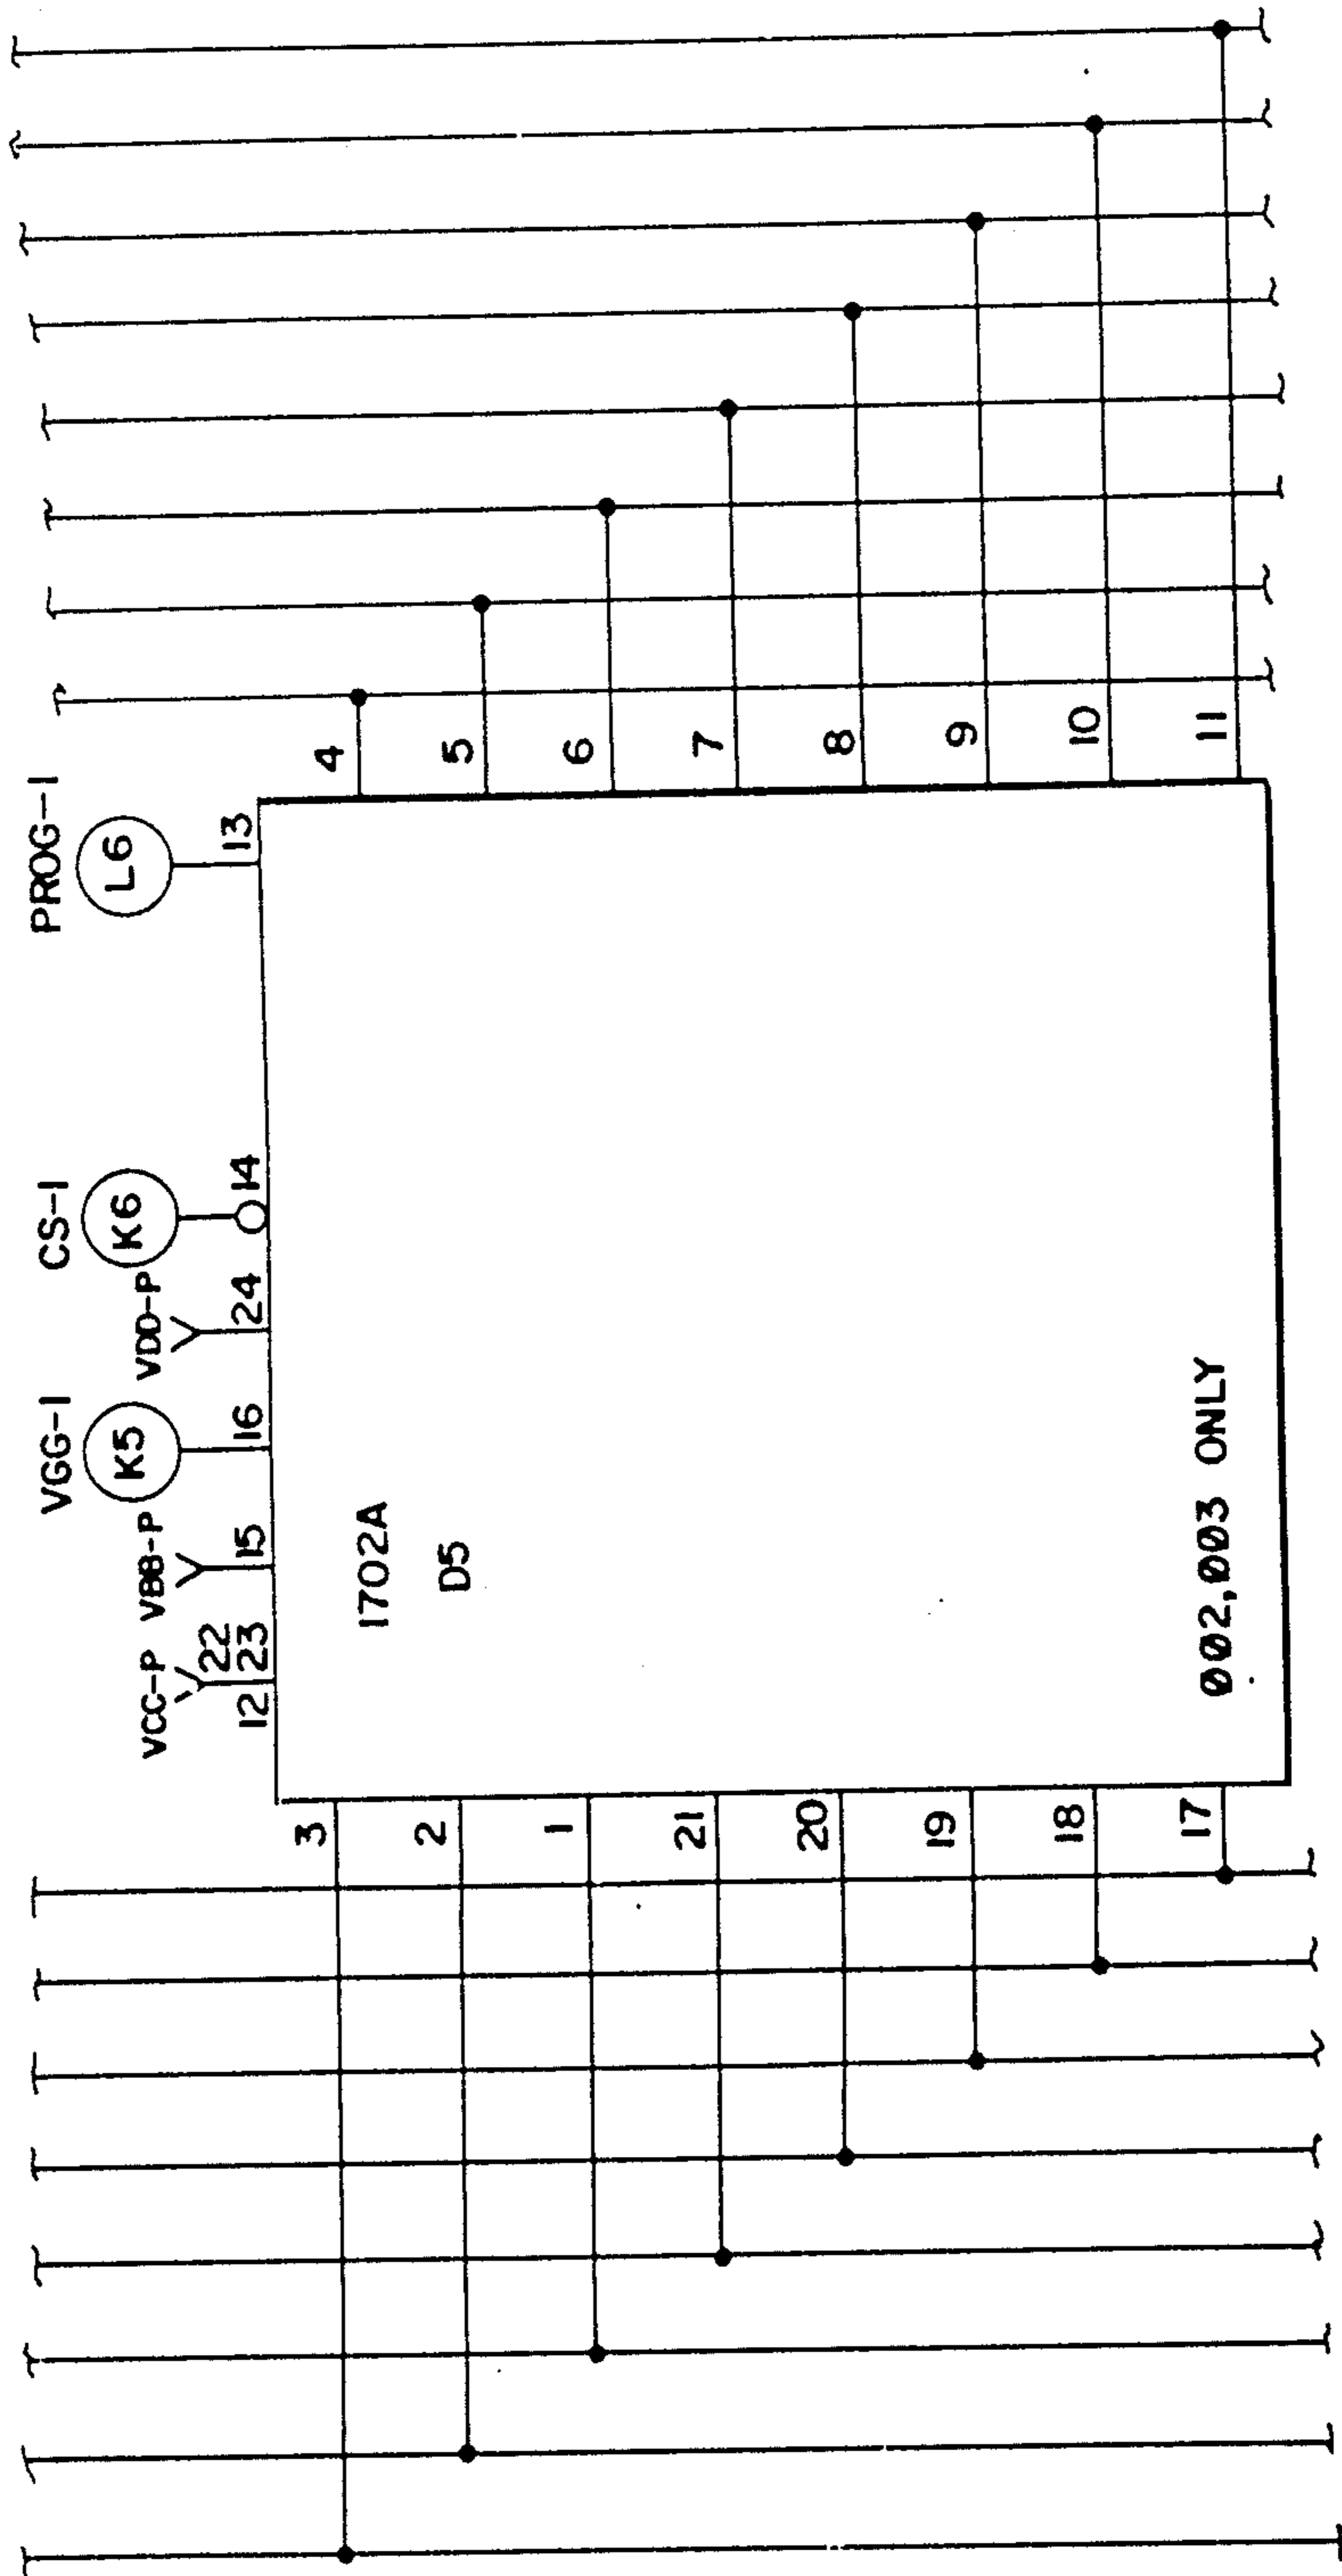 VCC-P
VBB-P
VGG-1
VDD-P
CS-1
PROG-1
K5
K6
L6
22
12 23
15
16
24
14
13
3
2
1
21
20
19
18
17
1702A
D5
002,003 ONLY
4
5
6
7
8
9
10
11